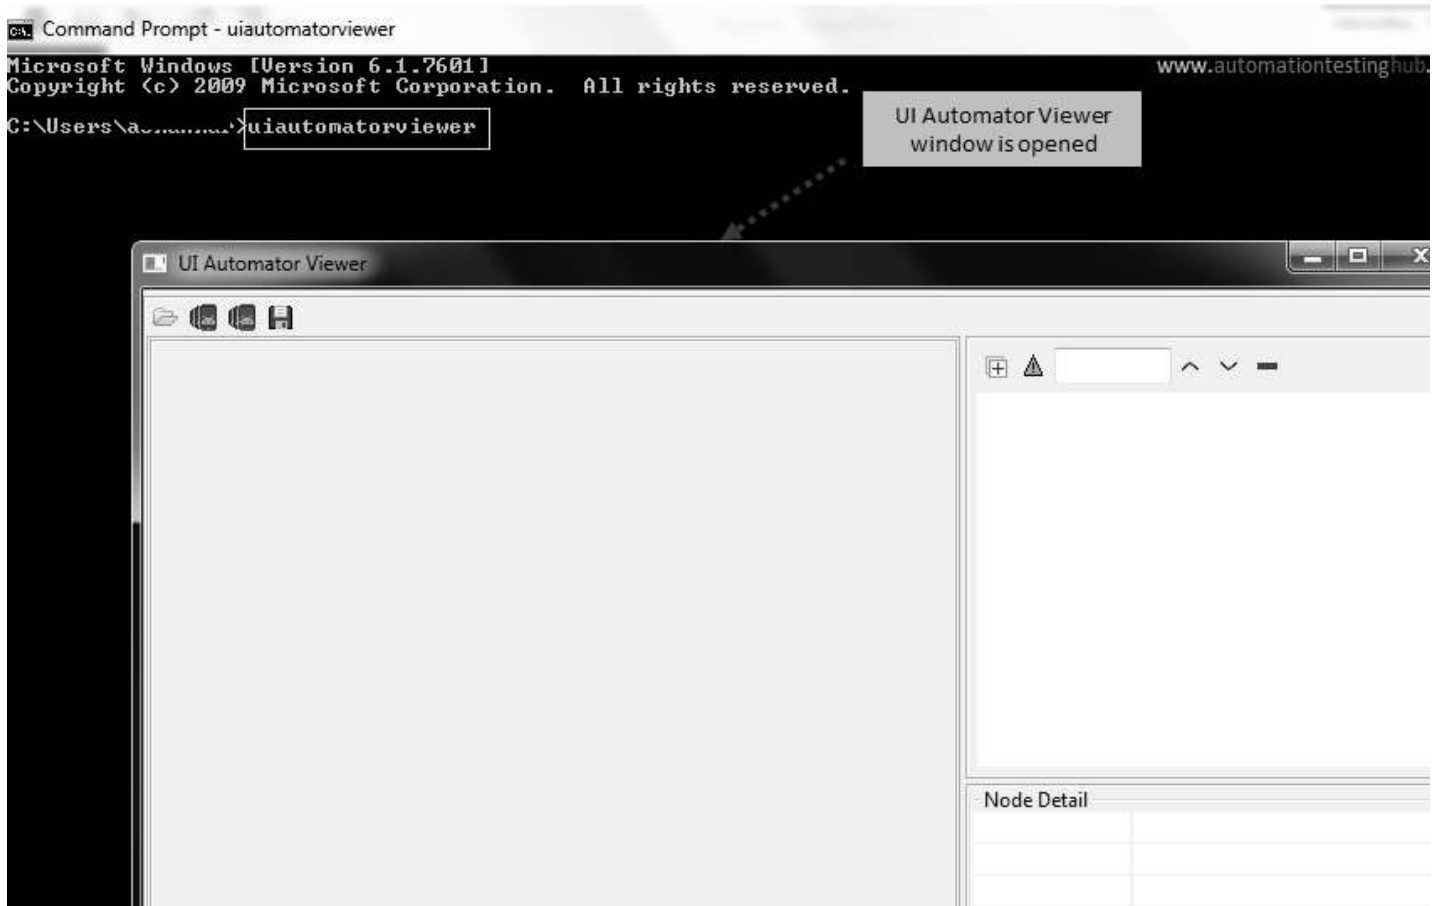 Command Prompt - uiautomatorviewer
Microsoft Windows [Version 6.1.7601]
Copyright (c) 2009 Microsoft Corporation.  All rights reserved.
www.automationtestinghub.
C:\Users\ >uiautomatorviewer
UI Automator Viewer
window is opened
UI Automator Viewer
Node Detail